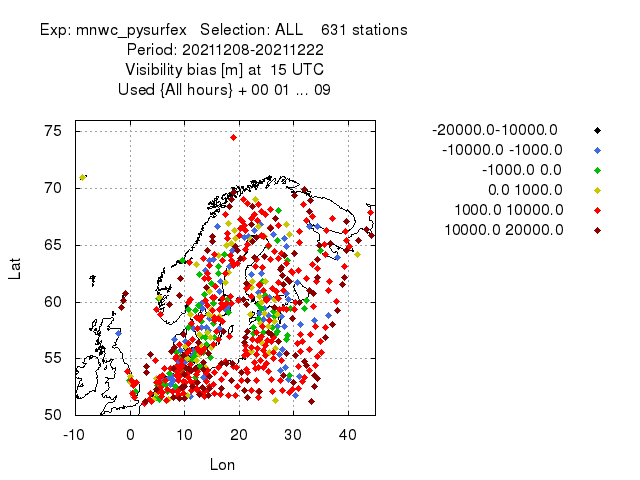 Exp: mnwc_pysurfex   Selection: ALL    631 stations
Period: 20211208-20211222
Visibility bias [m] at  15 UTC
Used {All hours} + 00 01 ... 09
-20000.0-10000.0
-10000.0 -1000.0
-1000.0 0.0
0.0 1000.0
1000.0 10000.0
10000.0 20000.0
75
70
65
60
55
50
Lat
-10 0 10 20 30 40
Lon